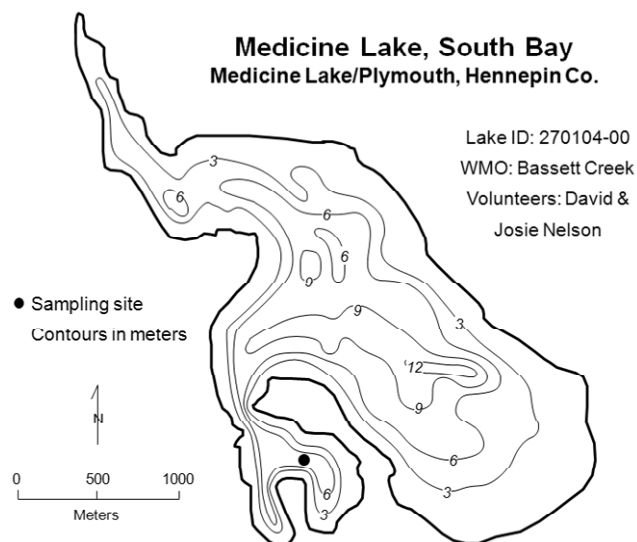 Medicine Lake, South Bay
Medicine Lake/Plymouth, Hennepin Co.
Lake ID: 270104-00
WMO: Bassett Creek
Volunteers: David &
Josie Nelson
Sampling site
Contours in meters
N
0 500 1000
Meters
3
6
6
6
9
9
3
12
9
6
3
6
3